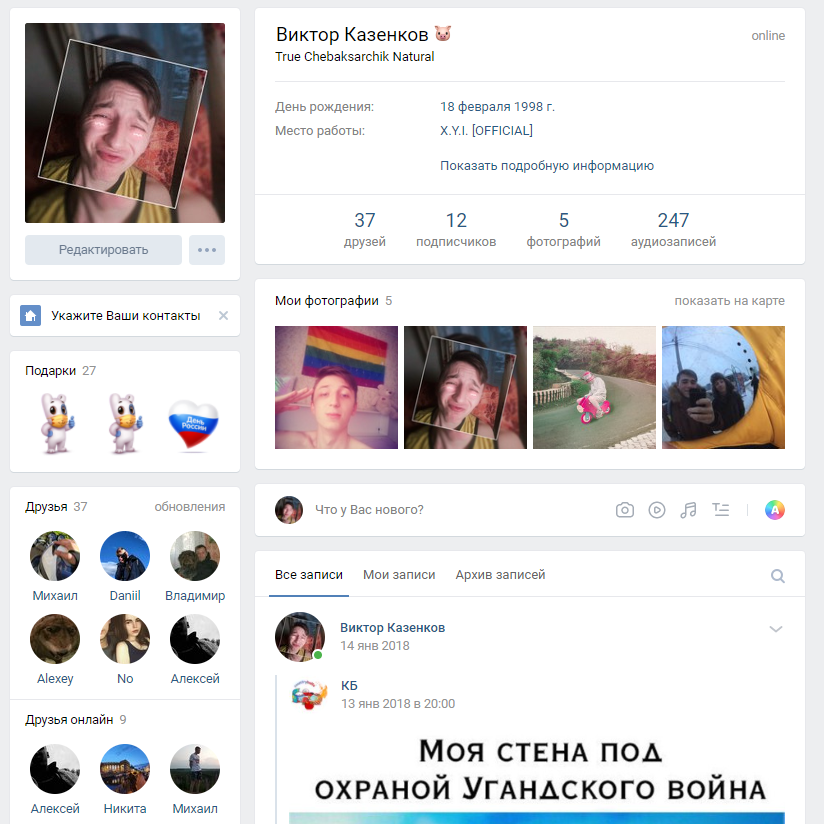 Виктор Казенков
online
True Chebaksarchik Natural
День рождения: 18 февраля 1998 г.
Место работы: X.Y.I. [OFFICIAL]
Показать подробную информацию
37 12 5 247
друзей подписчиков фотографий аудиозаписей
Редактировать
Укажите Ваши контакты
Подарки 27
День России
Друзья 37 обновления
Михаил Daniil Владимир
Alexey No Алексей
Друзья онлайн 9
Алексей Никита Михаил
Мои фотографии 5 показать на карте
Что у Вас нового?
A
Все записи Мои записи Архив записей
Виктор Казенков
14 янв 2018
КБ
13 янв 2018 в 20:00
Моя стена под
охраной Угандского война